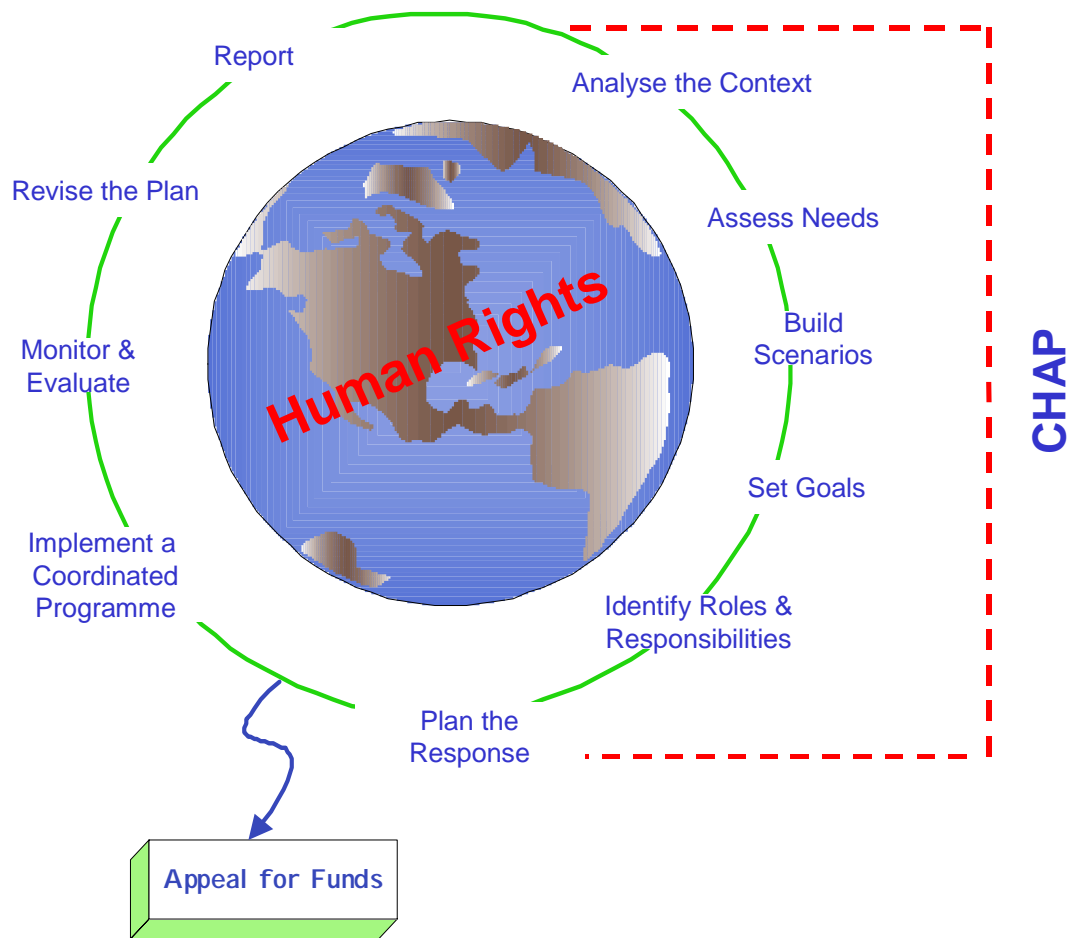 Report
Analyse the Context
Assess Needs
Build
Scenarios
Set Goals
Identify Roles &
Responsibilities
Plan the
Response
Implement a
Coordinated
Programme
Monitor &
Evaluate
Revise the Plan
Human Rights
CHAP
Appeal for Funds